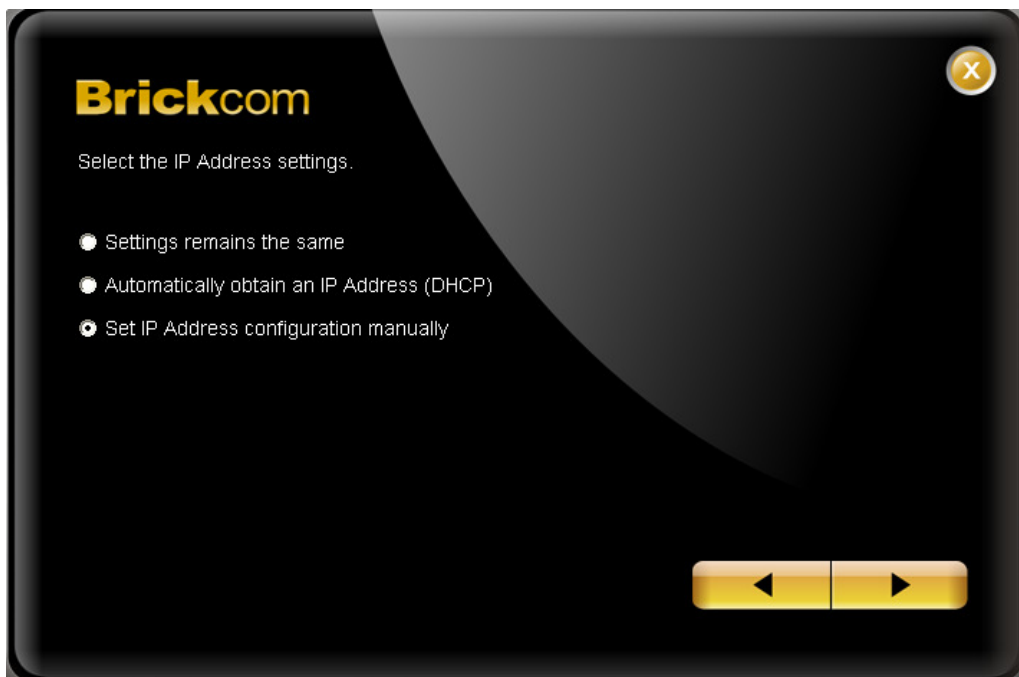 Brickcom
X
Select the IP Address settings.
Settings remains the same
Automatically obtain an IP Address (DHCP)
Set IP Address configuration manually